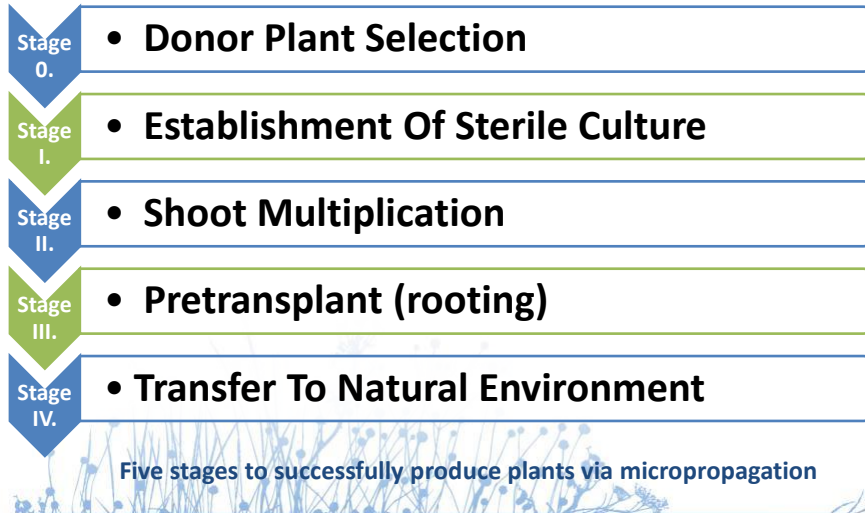 Stage
0.
• Donor Plant Selection
Stage
I.
• Establishment Of Sterile Culture
Stage
II.
• Shoot Multiplication
Stage
III.
• Pretransplant (rooting)
Stage
IV.
• Transfer To Natural Environment
Five stages to successfully produce plants via micropropagation